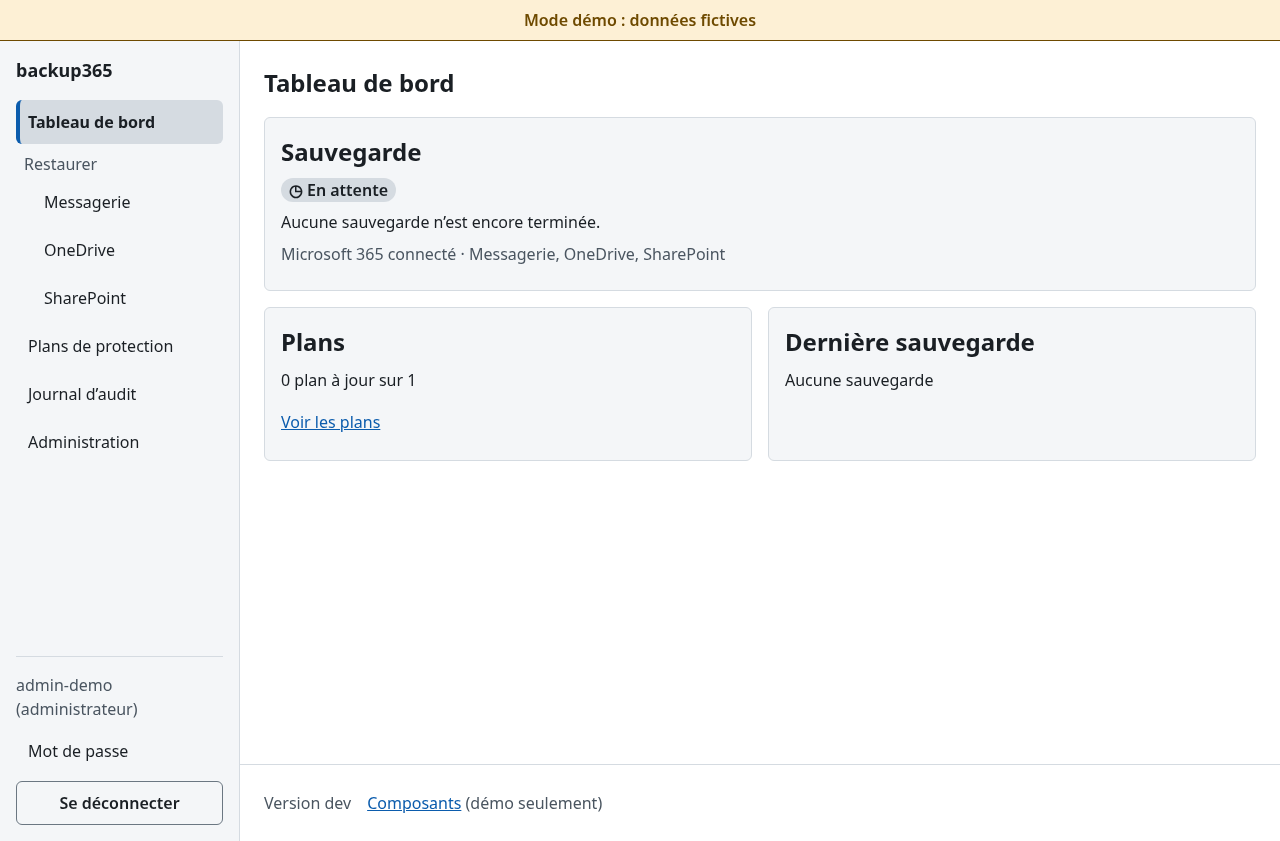 Mode démo : données fictives
backup365
Tableau de bord
Restaurer
Messagerie
OneDrive
SharePoint
Plans de protection
Journal d’audit
Administration
admin-demo
(administrateur)
Mot de passe
Se déconnecter
Tableau de bord
Sauvegarde
En attente
Aucune sauvegarde n’est encore terminée.
Microsoft 365 connecté · Messagerie, OneDrive, SharePoint
Plans
0 plan à jour sur 1
Voir les plans
Dernière sauvegarde
Aucune sauvegarde
Version dev Composants (démo seulement)